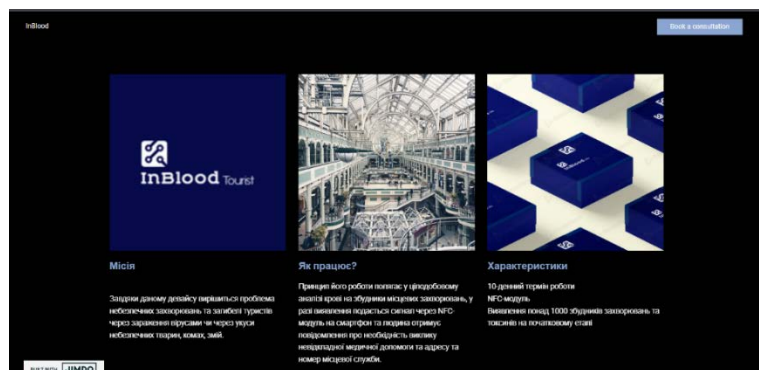 InBlood
Book a consultation
InBlood Tourist
Місія
Завдяки даному девайсу вирішиться проблема
небезпечних захворювань та загибелі туристів
через зараження вірусами чи через укуси
небезпечних тварин, комах, змій.
Як працює?
Принцип його роботи полягає у цілодобовому
аналізі крові на збудники місцевих захворювань, у
разі виявлення подається сигнал через NFC-
модуль на смартфон та людина отримує
повідомлення про необхідність виклику
невідкладної медичної допомоги та адресу та
номер місцевої служби.
InBlood
Характеристики
10-денний термін роботи
NFC-модуль
Виявлення понад 1000 збудників захворювань та
токсинів на початковому етапі
JIMDO